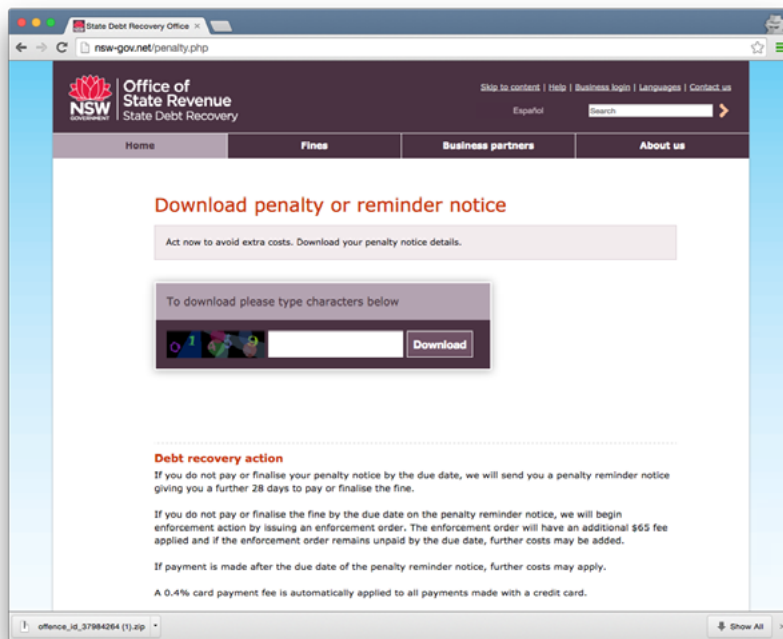 State Debt Recovery Office
nsw-gov.net/penalty.php
Office of
State Revenue
State Debt Recovery
NSW
GOVERNMENT
Skip to content | Help | Business login | Languages | Contact us
Español
Search
Home
Fines
Business partners
About us
Download penalty or reminder notice
Act now to avoid extra costs. Download your penalty notice details.
To download please type characters below
Download
Debt recovery action
If you do not pay or finalise your penalty notice by the due date, we will send you a penalty reminder notice
giving you a further 28 days to pay or finalise the fine.
If you do not pay or finalise the fine by the due date on the penalty reminder notice, we will begin
enforcement action by issuing an enforcement order. The enforcement order will have an additional $65 fee
applied and if the enforcement order remains unpaid by the due date, further costs may be added.
If payment is made after the due date of the penalty reminder notice, further costs may apply.
A 0.4% card payment fee is automatically applied to all payments made with a credit card.
offence_id_37984264 (1).zip
Show All